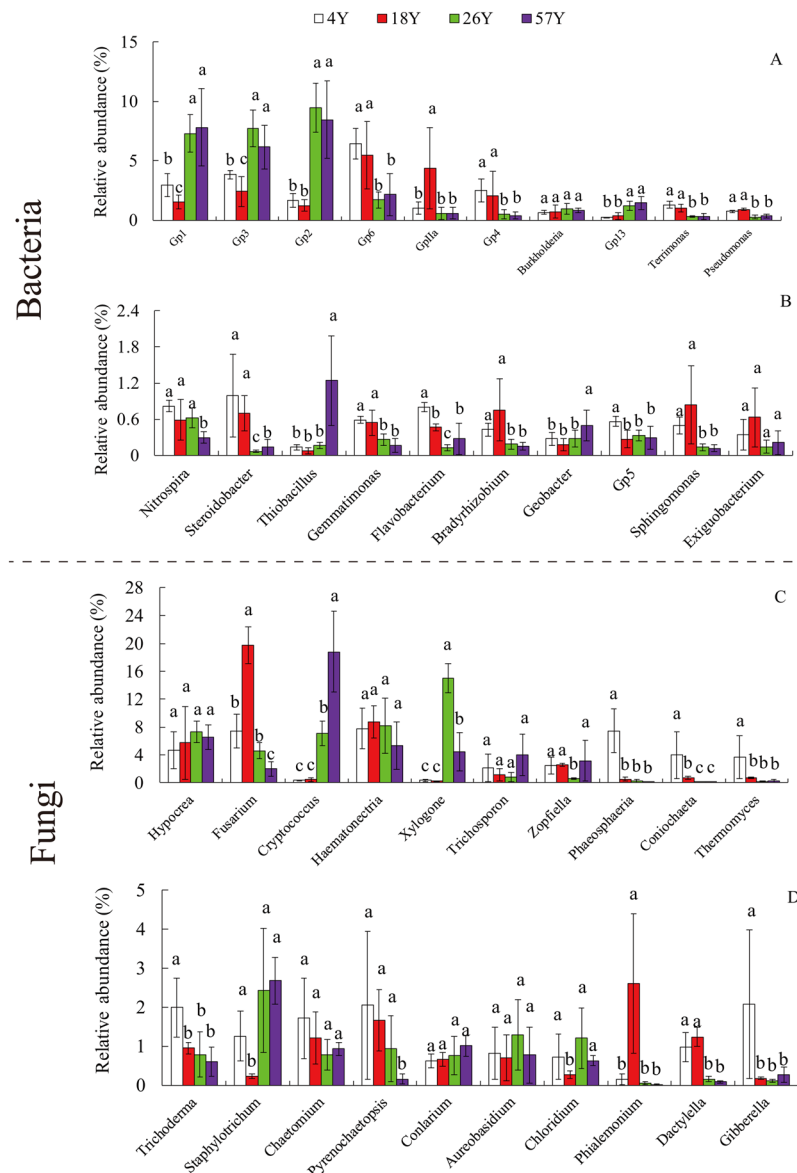 4Y 18Y 26Y 57Y
Bacteria
A
Relative abundance (%)
15
10
5
0
b c a a b c a a b b a a a a b b b a b b a a b b a a a a b b a a a a b b a a b b
Gp1 Gp3 Gp2 Gp6 GpIIa Gp4 Burkholderia Gp13 Terrimonas Pseudomonas
B
Relative abundance (%)
2.4
1.8
1.2
0.6
0
a a a b a a c b b b b a a a b b a b c b a a b b b b b a a b b b a a b b a a a a
Nitrospira Steroidobacter Thiobacillus Gemmatimonas Flavobacterium Bradyrhizobium Geobacter Gp5 Sphingomonas Exiguobacterium
Fungi
C
Relative abundance (%)
28
24
20
16
12
8
4
0
a a a a b a b c c c b a a a a a c c a b a a a a a a b a a b b b a b c c a b b b
Hypocrea Fusarium Cryptococcus Haematonectria Xylogone Trichosporon Zopfiella Phaeosphaeria Coniochaeta Thermomyces
D
Relative abundance (%)
5
4
3
2
1
0
a b b b a b a a a a a a a a a b a a a a a a a a a b a a b a b b a a b b a b b b
Trichoderma Staphylotrichum Chaetomium Pyrenochaetopsis Conlarium Aureobasidium Chloridium Phialemonium Dactylella Gibberella